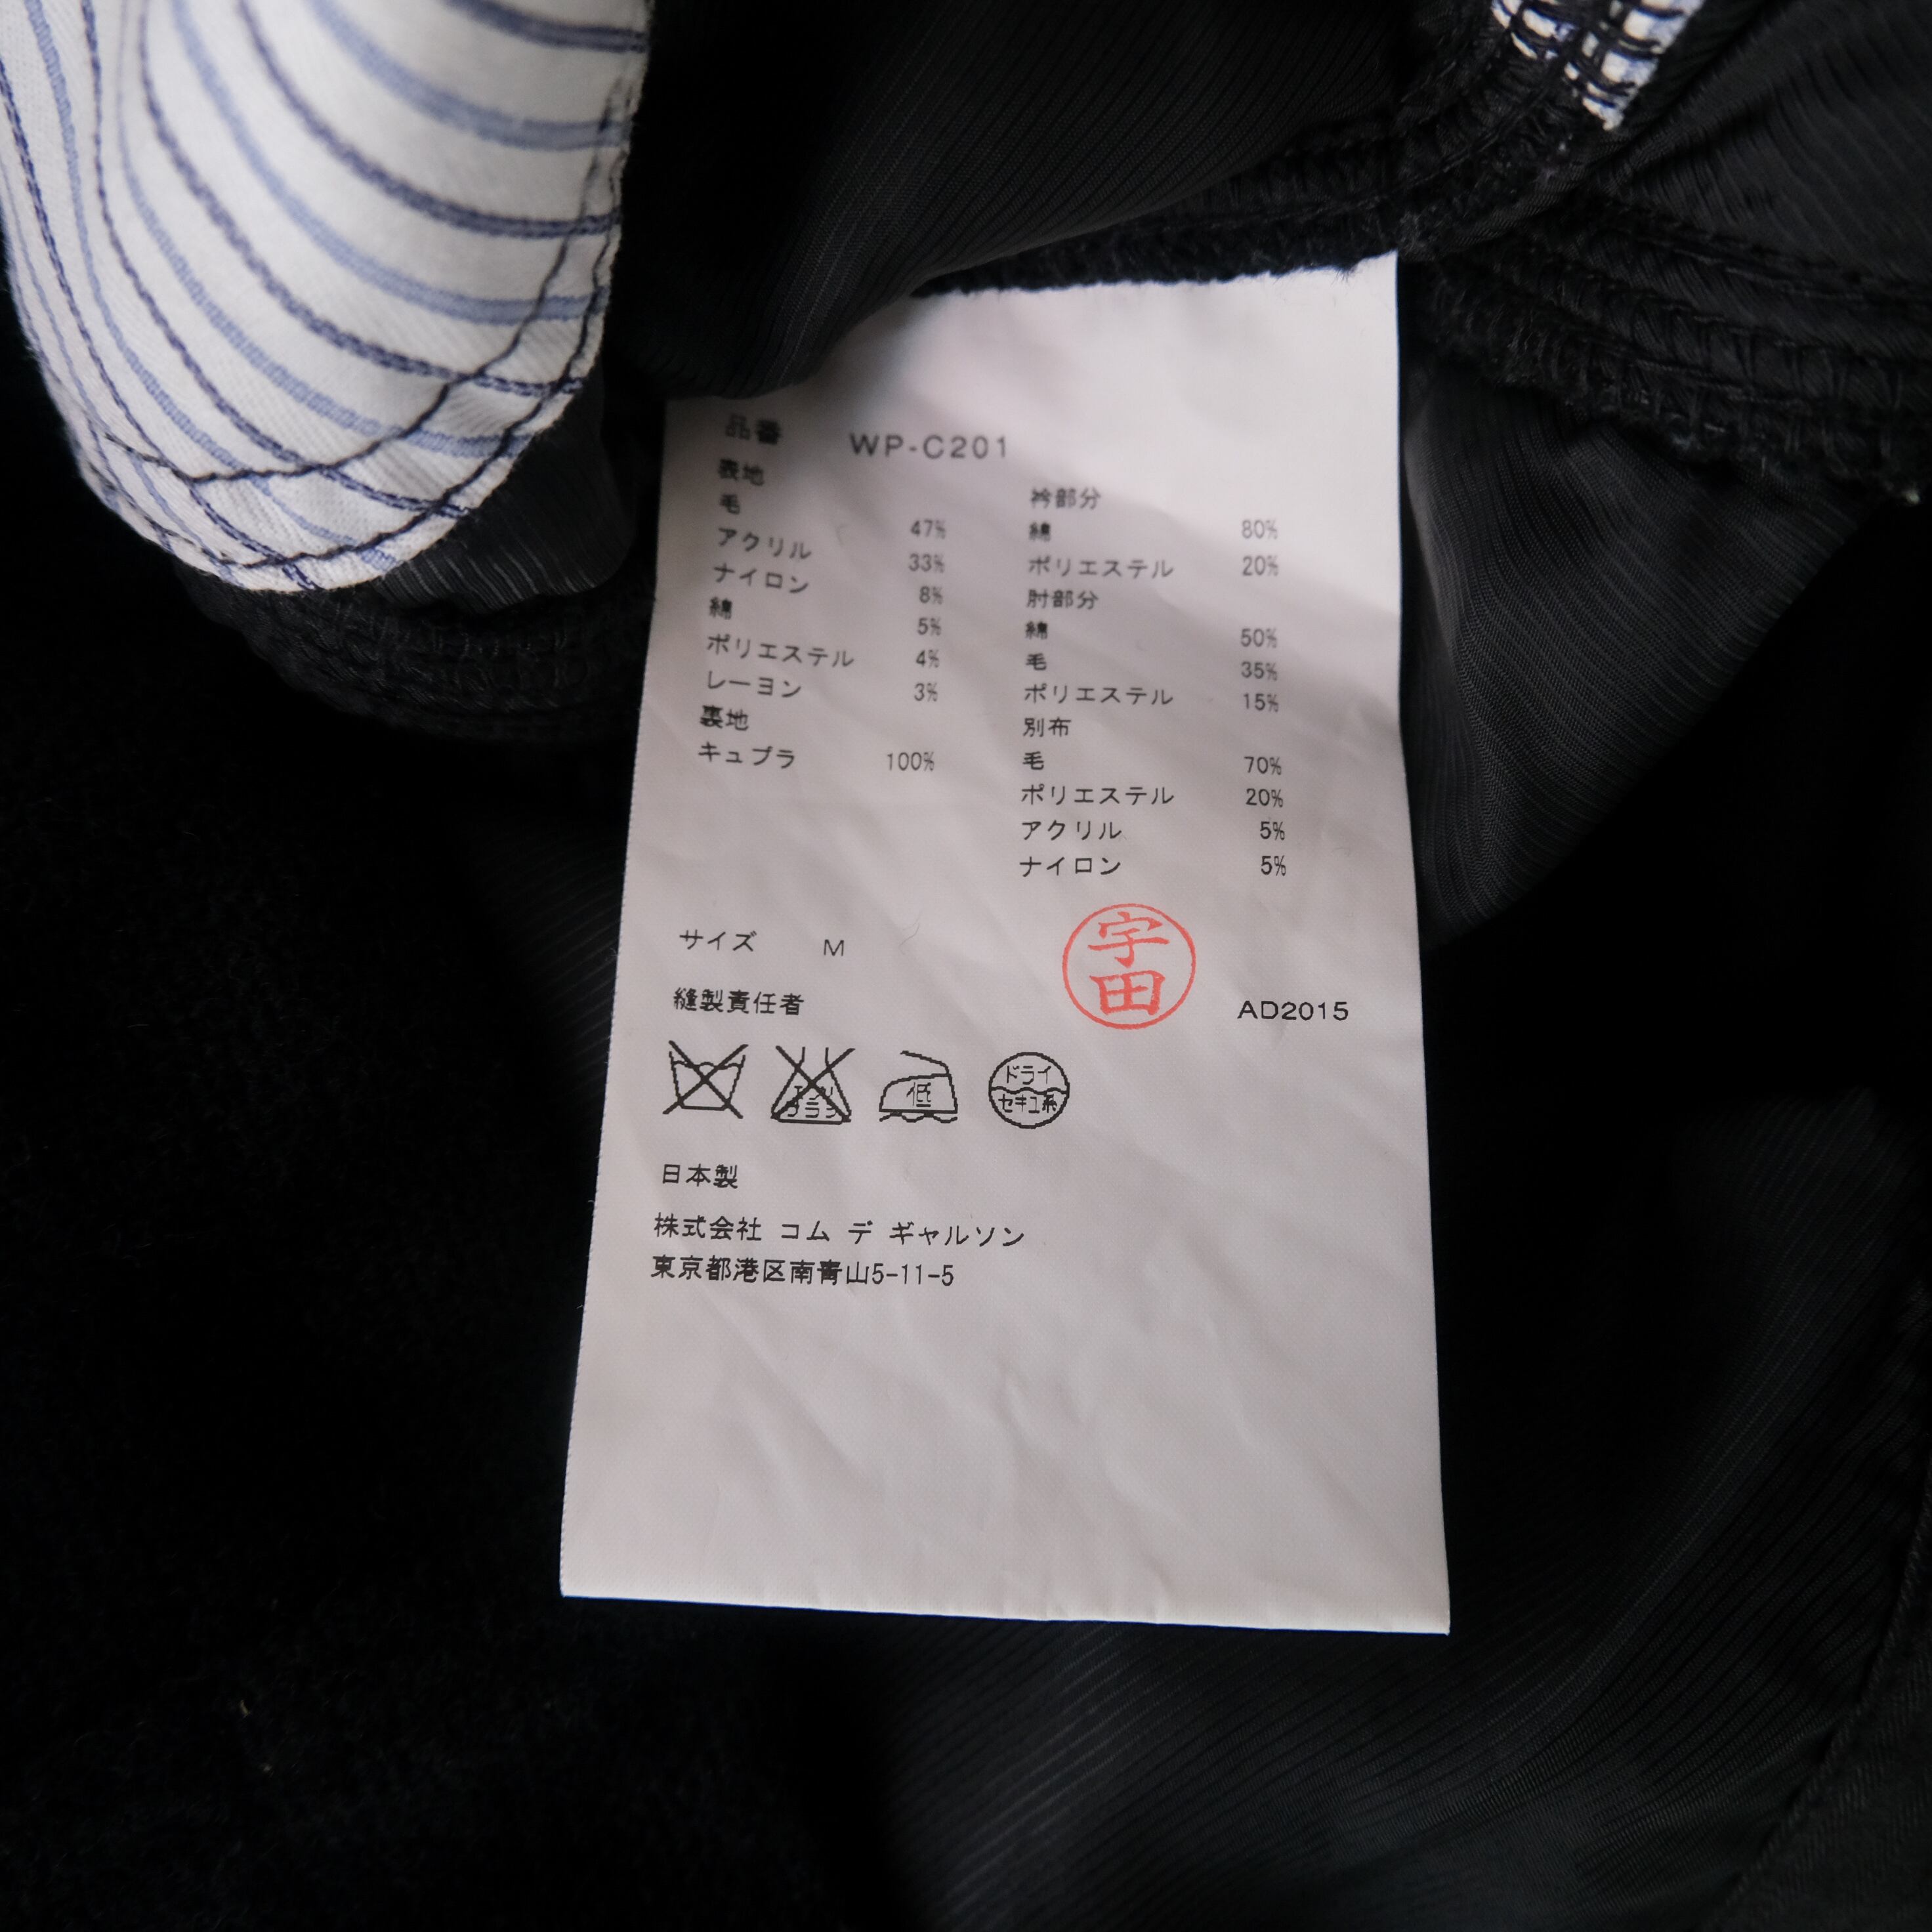 品番 WP-C201
表地
毛 47%
アクリル 33%
ナイロン 8%
綿 5%
ポリエステル 4%
レーヨン 3%
裏地
キュプラ 100%
衿部分
綿 80%
ポリエステル 20%
肘部分
綿 50%
毛 35%
ポリエステル 15%
別布
毛 70%
ポリエステル 20%
アクリル 5%
ナイロン 5%
サイズ M
縫製責任者 宇田 AD2015
エンソ
サラシ
低
ドライ
セキユ系
日本製
株式会社 コム デ ギャルソン
東京都港区南青山5-11-5